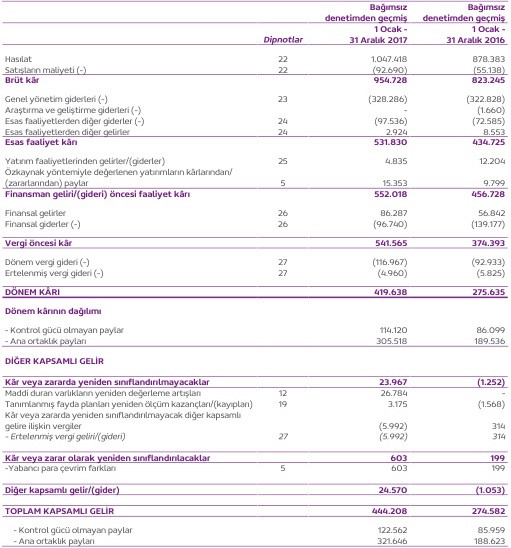 Bağımsız Bağımsız
denetimden geçmiş denetimden geçmiş
1 Ocak - 1 Ocak -
Dipnotlar 31 Aralık 2017 31 Aralık 2016
Hasılat 22 1.047.418 878.383
Satışların maliyeti (-) 22 (92.690) (55.138)
Brüt kâr 954.728 823.245
Genel yönetim giderleri (-) 23 (328.286) (322.828)
Araştırma ve geliştirme giderleri (-) - (1.660)
Esas faaliyetlerden diğer giderler (-) 24 (97.536) (72.585)
Esas faaliyetlerden diğer gelirler 24 2.924 8.553
Esas faaliyet kârı 531.830 434.725
Yatırım faaliyetlerinden gelirler/(giderler) 25 4.835 12.204
Özkaynak yöntemiyle değerlenen yatırımların kârlarından/
(zararlarından) paylar 5 15.353 9.799
Finansman geliri/(gideri) öncesi faaliyet kârı 552.018 456.728
Finansal gelirler 26 86.287 56.842
Finansal giderler (-) 26 (96.740) (139.177)
Vergi öncesi kâr 541.565 374.393
Dönem vergi gideri (-) 27 (116.967) (92.933)
Ertelenmiş vergi gideri (-) 27 (4.960) (5.825)
DÖNEM KÂRI 419.638 275.635
Dönem kârının dağılımı
- Kontrol gücü olmayan paylar 114.120 86.099
- Ana ortaklık payları 305.518 189.536
DİĞER KAPSAMLI GELİR
Kâr veya zararda yeniden sınıflandırılmayacaklar 23.967 (1.252)
Maddi duran varlıkların yeniden değerleme artışları 12 26.784 -
Tanımlanmış fayda planları yeniden ölçüm kazançları/(kayıpları) 19 3.175 (1.568)
Kâr veya zararda yeniden sınıflandırılmayacak diğer kapsamlı
gelire ilişkin vergiler (5.992) 314
- Ertelenmiş vergi geliri/(gideri) 27 (5.992) 314
Kâr veya zarar olarak yeniden sınıflandırılacaklar 603 199
-Yabancı para çevrim farkları 5 603 199
Diğer kapsamlı gelir/(gider) 24.570 (1.053)
TOPLAM KAPSAMLI GELİR 444.208 274.582
- Kontrol gücü olmayan paylar 122.562 85.959
- Ana ortaklık payları 321.646 188.623